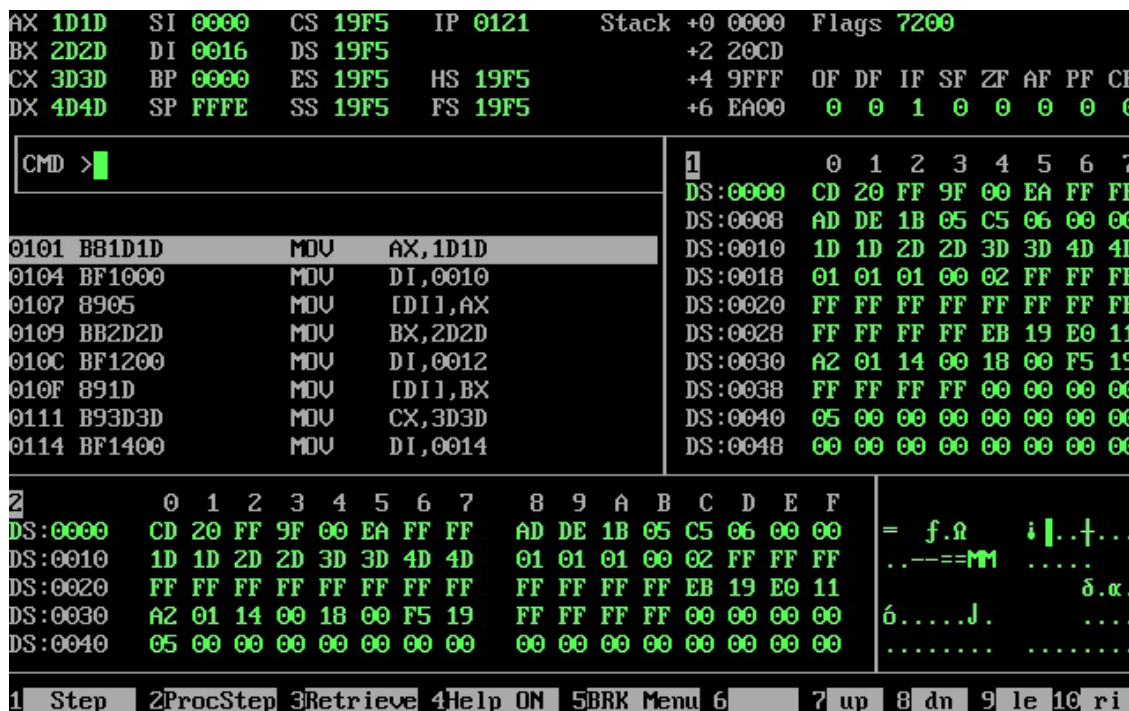 AX 1D1D SI 0000 CS 19F5 IP 0121 Stack +0 0000 Flags 7200
BX 2D2D DI 0016 DS 19F5 +2 20CD
CX 3D3D BP 0000 ES 19F5 HS 19F5 +4 9FFF OF DF IF SF ZF AF PF
DX 4D4D SP FFFE SS 19F5 FS 19F5 +6 EA00 0 0 1 0 0 0 0
CMD >
1 0 1 2 3 4 5 6
DS:0000 CD 20 FF 9F 00 EA FF
DS:0008 AD DE 1B 05 C5 06 00
0101 B81D1D MOV AX,1D1D DS:0010 1D 1D 2D 2D 3D 3D 4D
0104 BF1000 MOV DI,0010 DS:0018 01 01 01 00 02 FF FF
0107 8905 MOV [DI],AX DS:0020 FF FF FF FF FF FF FF
0109 BB2D2D MOV BX,2D2D DS:0028 FF FF FF FF EB 19 E0 11
010C BF1200 MOV DI,0012 DS:0030 A2 01 14 00 18 00 F5 19
010F 891D MOV [DI],BX DS:0038 FF FF FF FF 00 00 00
0111 B93D3D MOV CX,3D3D DS:0040 05 00 00 00 00 00 00
0114 BF1400 MOV DI,0014 DS:0048 00 00 00 00 00 00 00
2 0 1 2 3 4 5 6 7 8 9 A B C D E F
DS:0000 CD 20 FF 9F 00 EA FF FF AD DE 1B 05 C5 06 00 00 = ƒ.Ω ¡▐..┼...
DS:0010 1D 1D 2D 2D 3D 3D 4D 4D 01 01 01 00 02 FF FF FF ..--==MM .....
DS:0020 FF FF FF FF FF FF FF FF FF FF FF FF EB 19 E0 11 δ.α.
DS:0030 A2 01 14 00 18 00 F5 19 FF FF FF FF 00 00 00 00 ó.....⌡. ....
DS:0040 05 00 00 00 00 00 00 00 00 00 00 00 00 00 00 00 ........ ........
1 Step 2ProcStep 3Retrieve 4Help ON 5BRK Menu 6 7 up 8 dn 9 le 10 ri